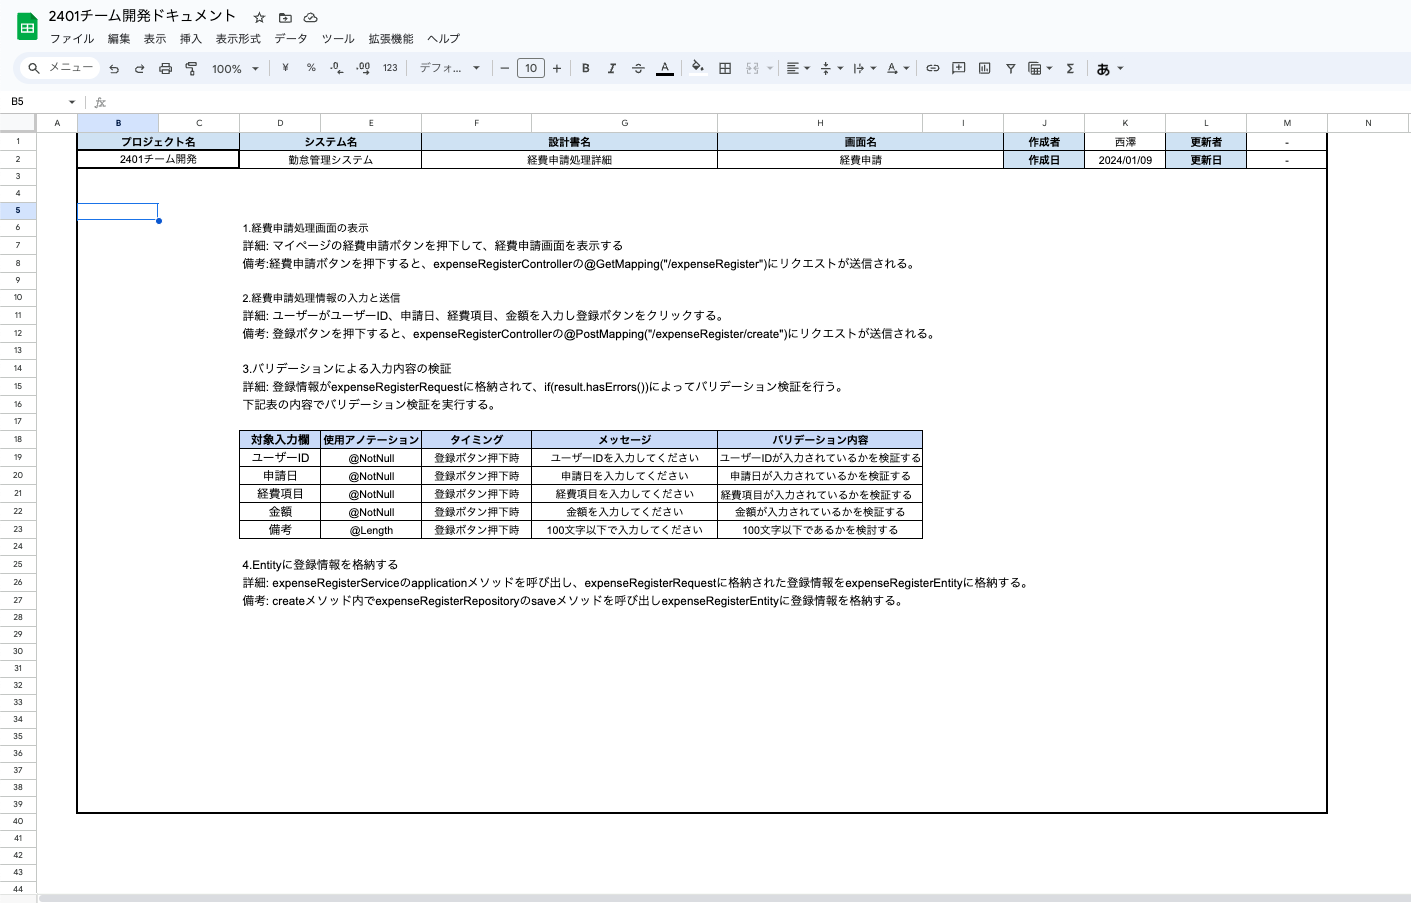 2401チーム開発ドキュメント
ファイル 編集 表示 挿入 表示形式 データ ツール 拡張機能 ヘルプ
メニュー 100% ¥ % .0 .00 123 デフォ... − 10 + B I A あ
B5 fx
A B C D E F G H I J K L M N
1 プロジェクト名 システム名 設計書名 画面名 作成者 西澤 更新者 -
2 2401チーム開発 勤怠管理システム 経費申請処理詳細 経費申請 作成日 2024/01/09 更新日 -
3
4
5
6 1.経費申請処理画面の表示
7 詳細: マイページの経費申請ボタンを押下して、経費申請画面を表示する
8 備考:経費申請ボタンを押下すると、expenseRegisterControllerの@GetMapping("/expenseRegister")にリクエストが送信される。
9
10 2.経費申請処理情報の入力と送信
11 詳細: ユーザーがユーザーID、申請日、経費項目、金額を入力し登録ボタンをクリックする。
12 備考: 登録ボタンを押下すると、expenseRegisterControllerの@PostMapping("/expenseRegister/create")にリクエストが送信される。
13
14 3.バリデーションによる入力内容の検証
15 詳細: 登録情報がexpenseRegisterRequestに格納されて、if(result.hasErrors())によってバリデーション検証を行う。
16 下記表の内容でバリデーション検証を実行する。
17
18 対象入力欄 使用アノテーション タイミング メッセージ バリデーション内容
19 ユーザーID @NotNull 登録ボタン押下時 ユーザーIDを入力してください ユーザーIDが入力されているかを検証する
20 申請日 @NotNull 登録ボタン押下時 申請日を入力してください 申請日が入力されているかを検証する
21 経費項目 @NotNull 登録ボタン押下時 経費項目を入力してください 経費項目が入力されているかを検証する
22 金額 @NotNull 登録ボタン押下時 金額を入力してください 金額が入力されているかを検証する
23 備考 @Length 登録ボタン押下時 100文字以下で入力してください 100文字以下であるかを検討する
24
25 4.Entityに登録情報を格納する
26 詳細: expenseRegisterServiceのapplicationメソッドを呼び出し、expenseRegisterRequestに格納された登録情報をexpenseRegisterEntityに格納する。
27 備考: createメソッド内でexpenseRegisterRepositoryのsaveメソッドを呼び出しexpenseRegisterEntityに登録情報を格納する。
28
29
30
31
32
33
34
35
36
37
38
39
40
41
42
43
44